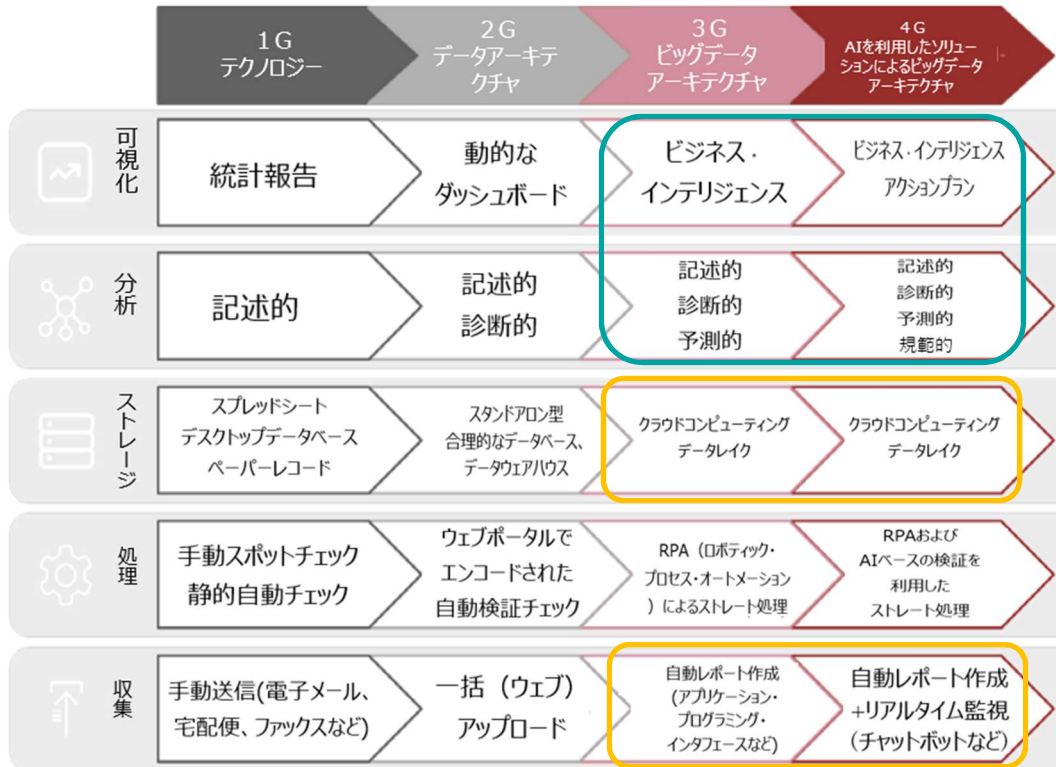 1G
テクノロジー
2G
データアーキテ
クチャ
3G
ビッグデータ
アーキテクチャ
4G
AIを利用したソリュー
ションによるビッグデータ
アーキテクチャ
可視化
統計報告
動的な
ダッシュボード
ビジネス・
インテリジェンス
ビジネス・インテリジェンス
アクションプラン
分析
記述的
記述的
診断的
記述的
診断的
予測的
記述的
診断的
予測的
規範的
ストレージ
スプレッドシート
デスクトップデータベース
ペーパーレコード
スタンドアロン型
合理的なデータベース、
データウェアハウス
クラウドコンピューティング
データレイク
クラウドコンピューティング
データレイク
処理
手動スポットチェック
静的自動チェック
ウェブポータルで
エンコードされた
自動検証チェック
RPA(ロボティック・
プロセス・オートメーション
)によるストレート処理
RPAおよび
AIベースの検証を
利用した
ストレート処理
収集
手動送信(電子メール、
宅配便、ファックスなど)
一括(ウェブ)
アップロード
自動レポート作成
(アプリケーション・
プログラミング・
インタフェースなど)
自動レポート作成
+リアルタイム監視
(チャットボットなど)